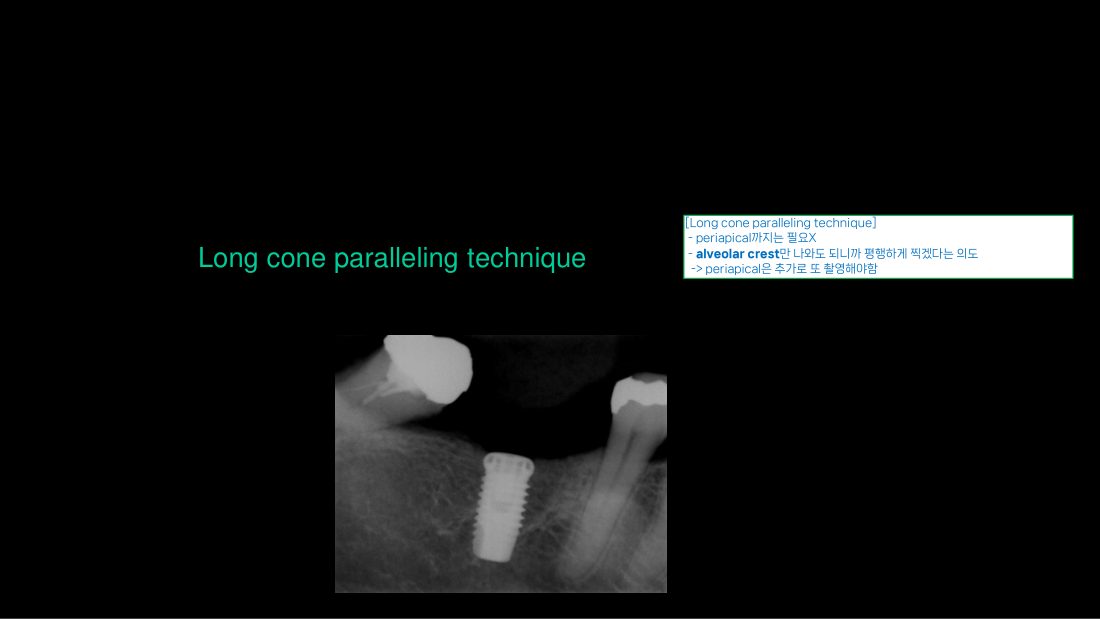 Long cone paralleling technique
[Long cone paralleling technique]
- periapical까지는 필요X
- alveolar crest만 나와도 되니까 평행하게 찍겠다는 의도
-> periapical은 추가로 또 촬영해야함